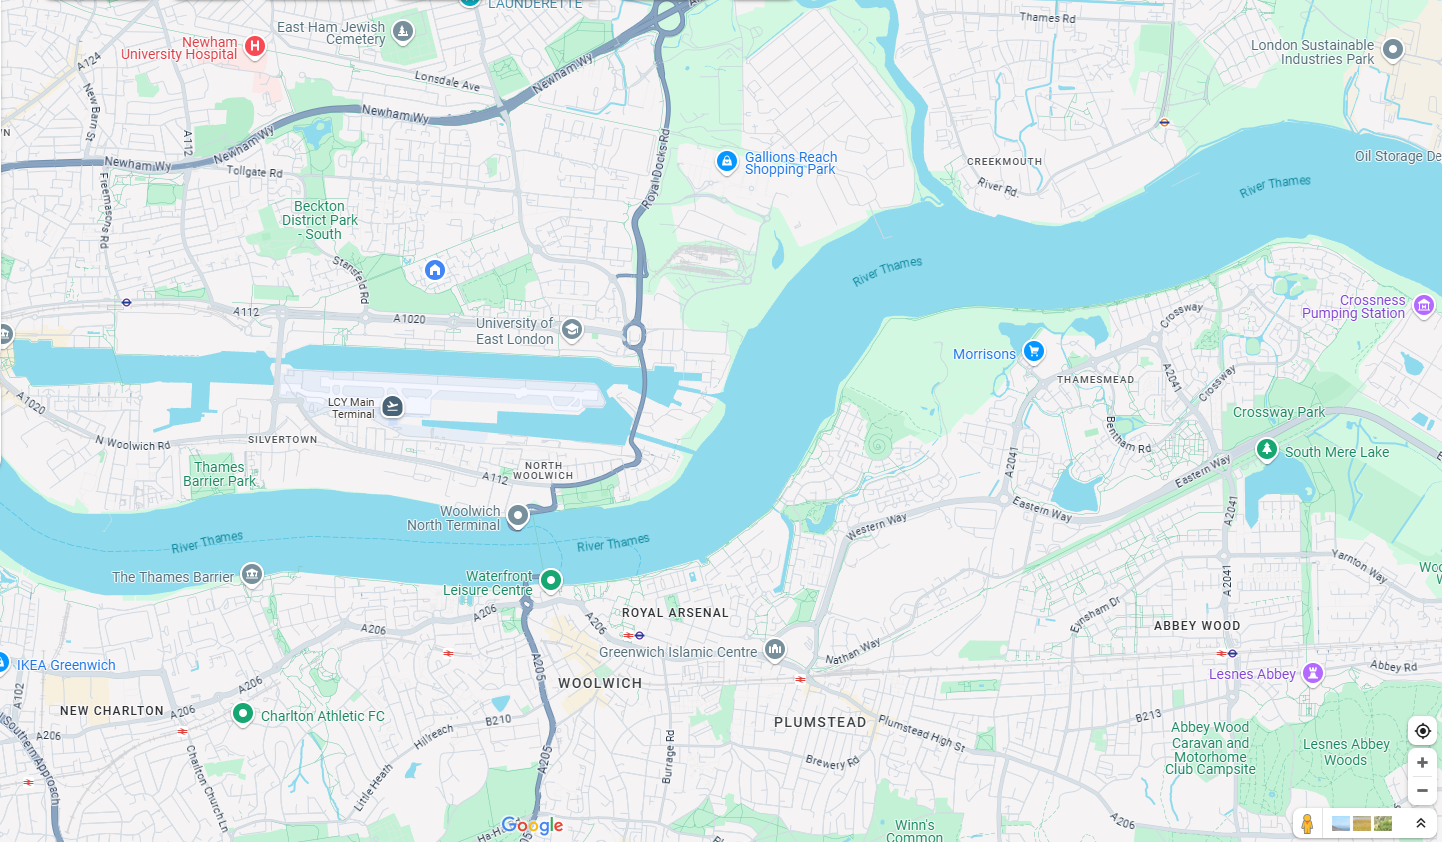 LAUNDERETTE
East Ham Jewish
Cemetery
Thames Rd
London Sustainable
Industries Park
Newham
University Hospital
A124
Lonsdale Ave
Newham Wy
New Barn St
Newham Wy
A112
Newham Wy
Newham Wy
Tollgate Rd
Freemasons Rd
Royal Docks Rd
Gallions Reach
Shopping Park
CREEKMOUTH
River Rd
River Thames
Oil Storage De
Beckton
District Park
- South
Stansfeld Rd
River Thames
A112
A1020
University of
East London
Crossness
Pumping Station
Crossway
Morrisons
THAMESMEAD
A2041
Crossway
LCY Main
Terminal
A1020
N Woolwich Rd
SILVERTOWN
Crossway Park
Bentham Rd
South Mere Lake
Thames
Barrier Park
A112
NORTH
WOOLWICH
A2041
Eastern Way
Woolwich
North Terminal
Western Way
Eastern Way
A2041
River Thames
River Thames
The Thames Barrier
Waterfront
Leisure Centre
Yarnton Way
A2041
Woo
W
ROYAL ARSENAL
A206
A206
Eynsham Dr
ABBEY WOOD
Greenwich Islamic Centre
Nathan Way
IKEA Greenwich
A205
Abbey Rd
Lesnes Abbey
A102
A206
WOOLWICH
NEW CHARLTON
A206
Charlton Athletic FC
B210
PLUMSTEAD
B213
A206
Hillreach
Plumstead High St
Abbey Wood
Caravan and
Motorhome
Club Campsite
Lesnes Abbey
Woods
Southern Approach
Charlton Church Ln
Little Heath
A205
Burrage Rd
Brewery Rd
A205
Ha-Ha
Google
Winn's
Common
A206